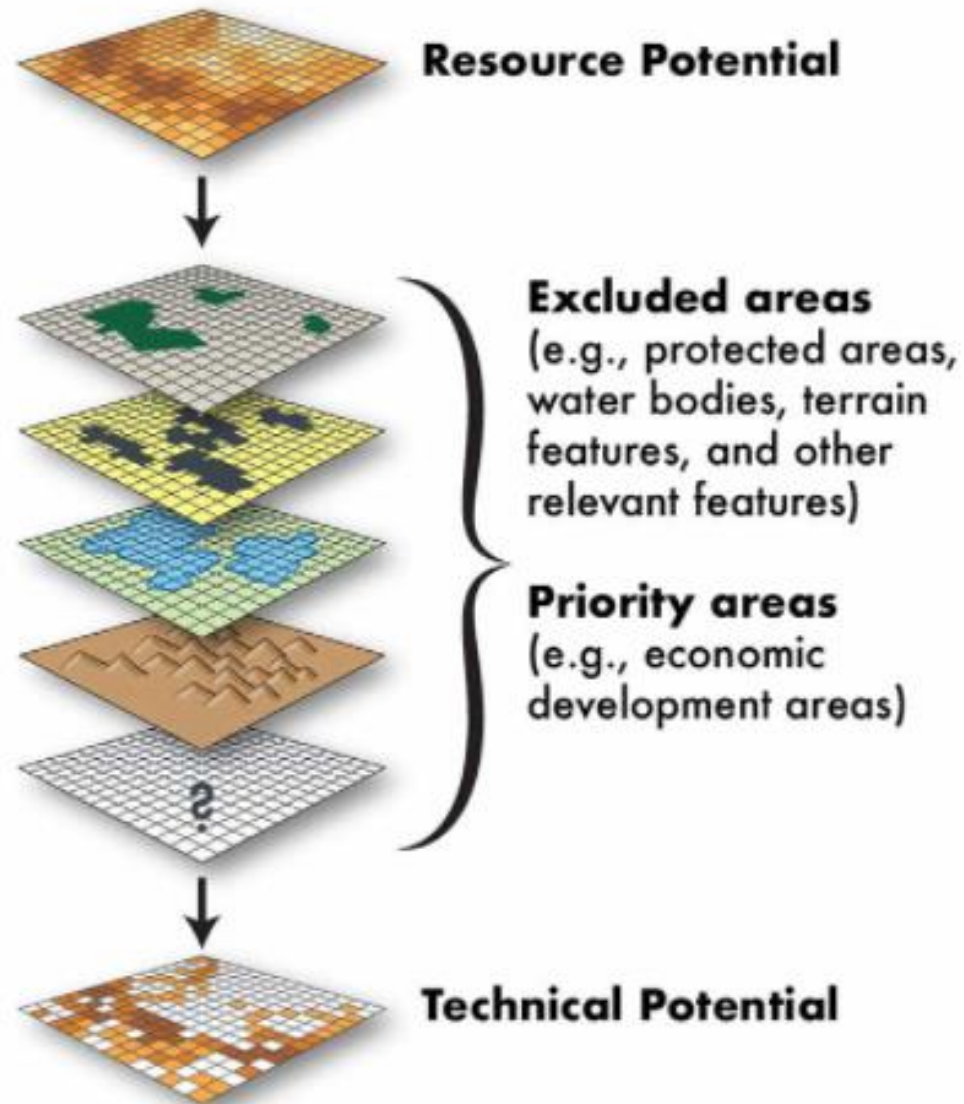 Resource Potential
Excluded areas
(e.g., protected areas,
water bodies, terrain
features, and other
relevant features)
Priority areas
(e.g., economic
development areas)
?
Technical Potential